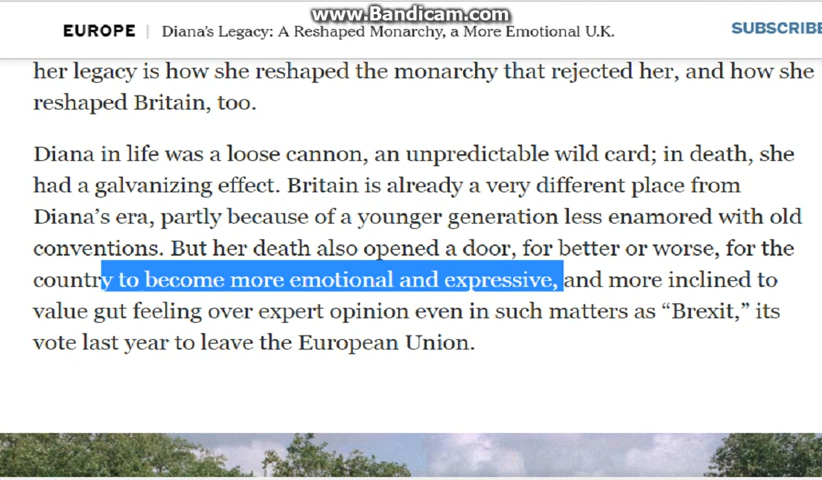 www.Bandicam.com
EUROPE | Diana's Legacy: A Reshaped Monarchy, a More Emotional U.K. SUBSCRIBE
her legacy is how she reshaped the monarchy that rejected her, and how she
reshaped Britain, too.
Diana in life was a loose cannon, an unpredictable wild card; in death, she
had a galvanizing effect. Britain is already a very different place from
Diana's era, partly because of a younger generation less enamored with old
conventions. But her death also opened a door, for better or worse, for the
country to become more emotional and expressive, and more inclined to
value gut feeling over expert opinion even in such matters as “Brexit,” its
vote last year to leave the European Union.